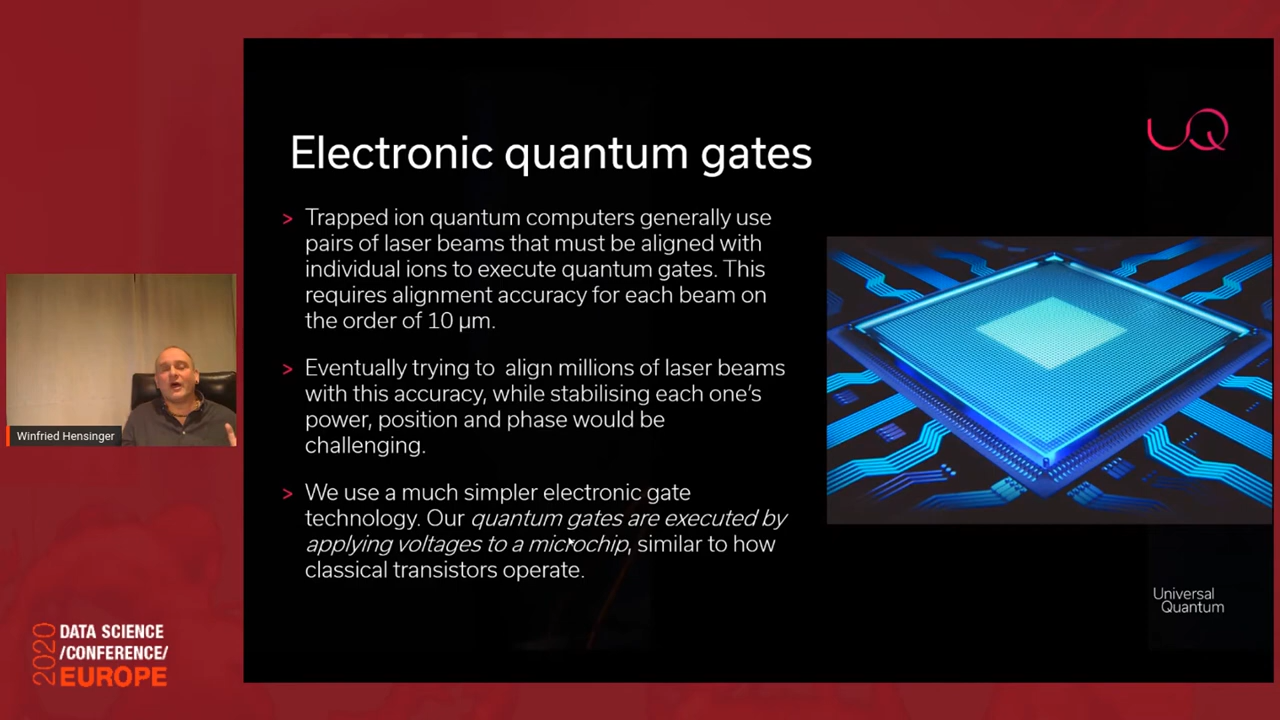 Electronic quantum gates
UQ
> Trapped ion quantum computers generally use
pairs of laser beams that must be aligned with
individual ions to execute quantum gates. This
requires alignment accuracy for each beam on
the order of 10 μm.
> Eventually trying to align millions of laser beams
with this accuracy, while stabilising each one's
power, position and phase would be
challenging.
> We use a much simpler electronic gate
technology. Our quantum gates are executed by
applying voltages to a microchip, similar to how
classical transistors operate.
Universal
Quantum
Winfried Hensinger
2020
DATA SCIENCE
/CONFERENCE/
EUROPE